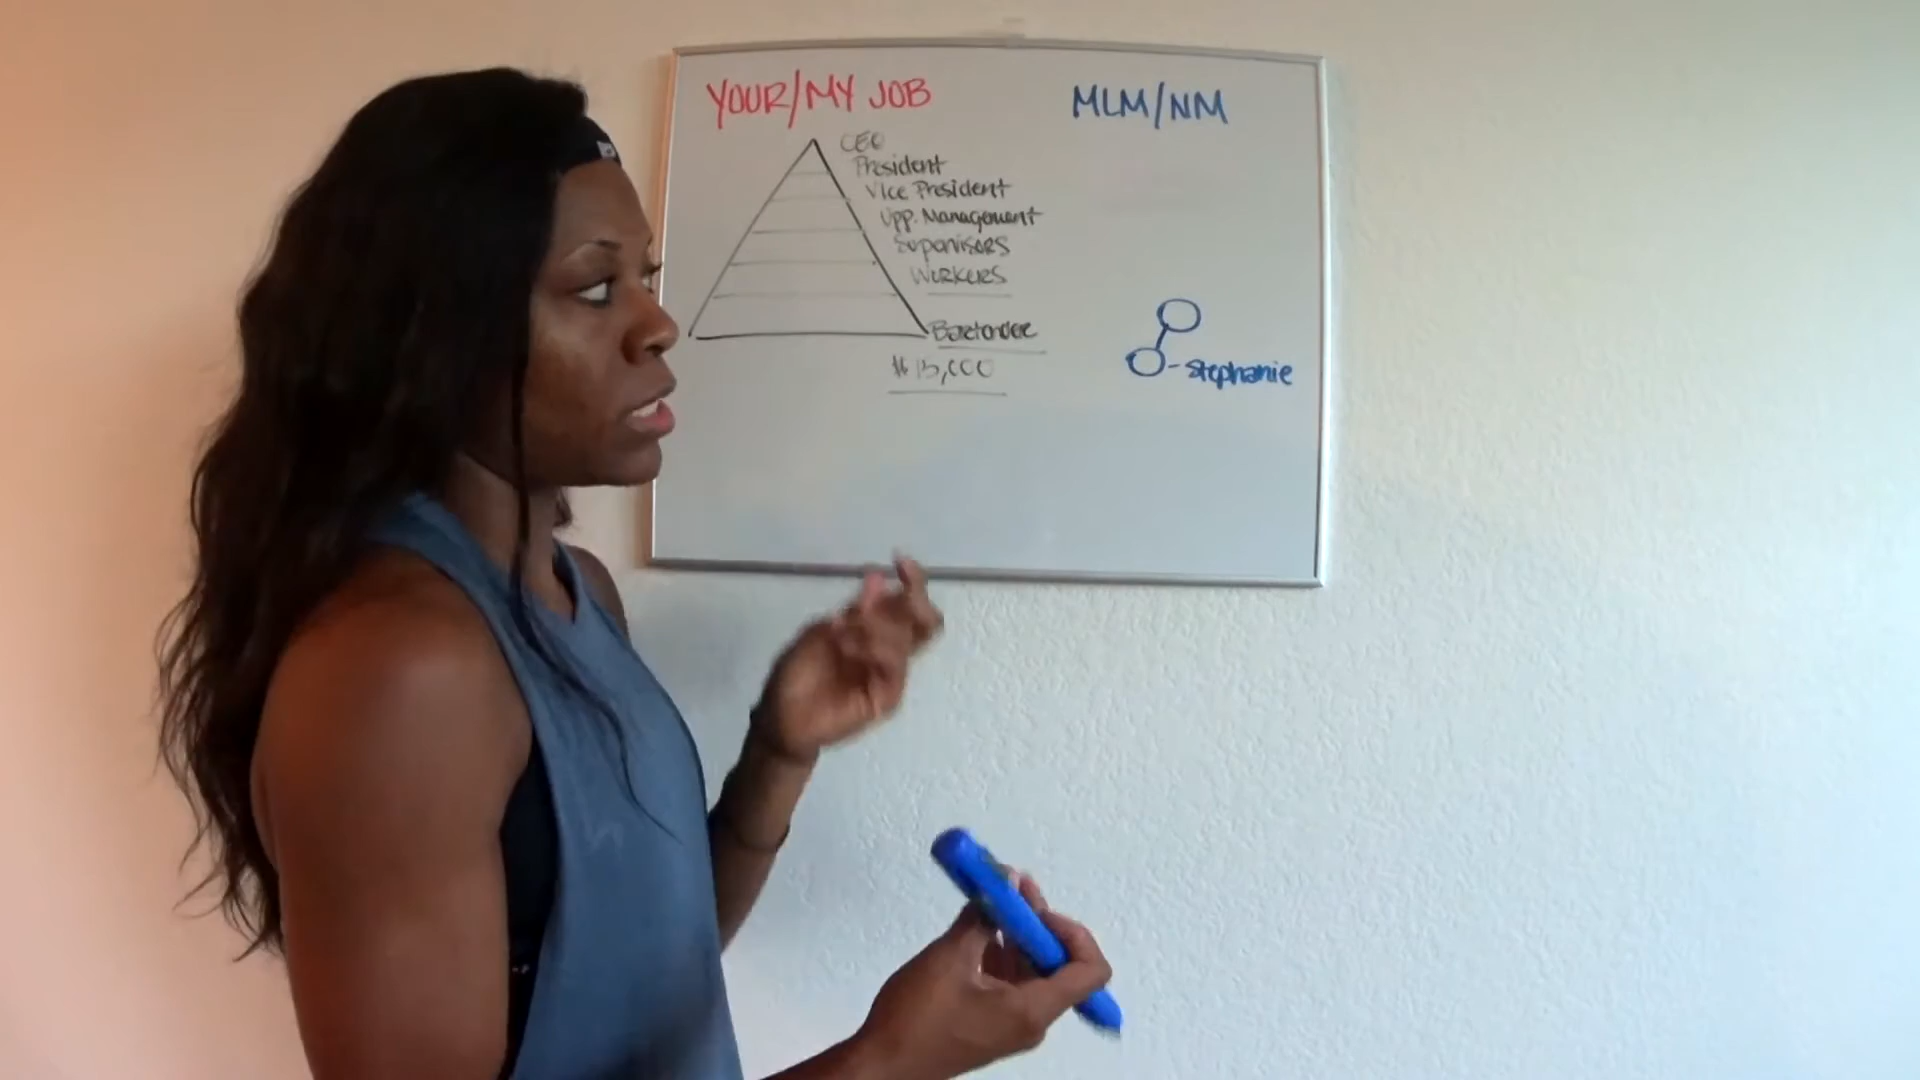 YOUR/MY JOB
CEO
President
Vice President
Upp. Management
Supervisors
Workers
Bartender
$15,000
MLM/NM
- Stephanie